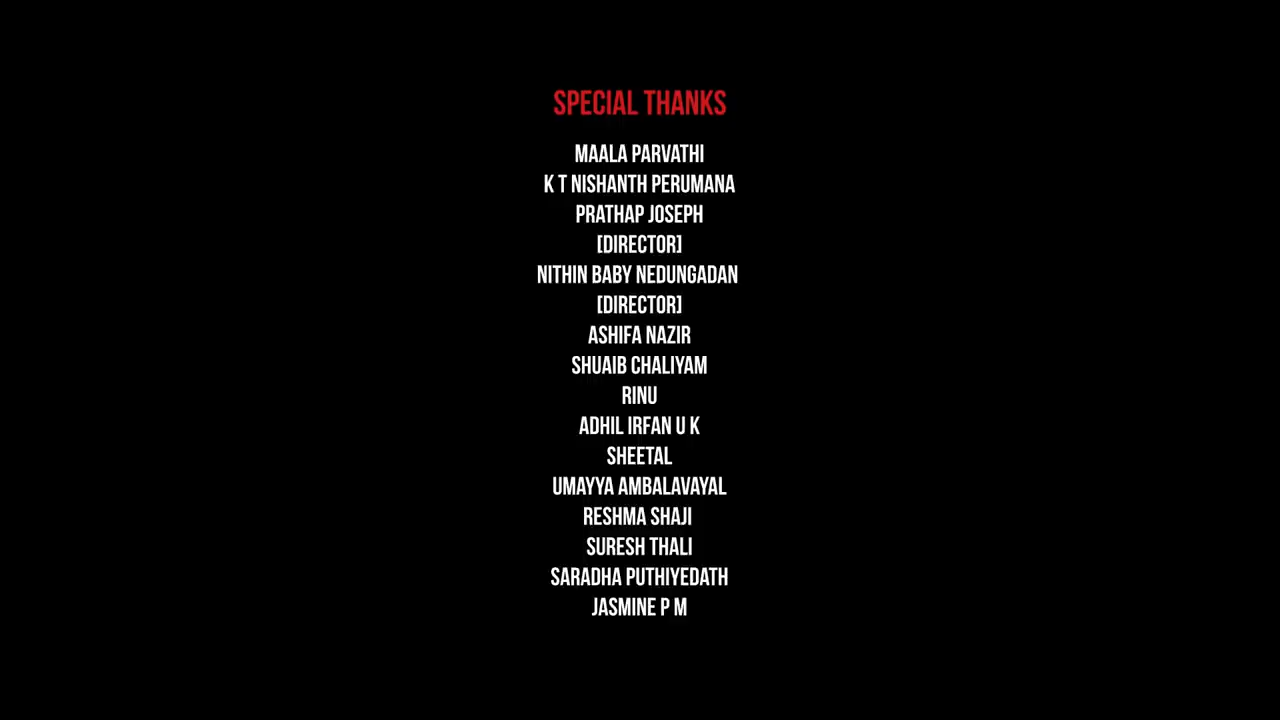 SPECIAL THANKS
MAALA PARVATHI
K T NISHANTH PERUMANA
PRATHAP JOSEPH
[DIRECTOR]
NITHIN BABY NEDUNGADAN
[DIRECTOR]
ASHIFA NAZIR
SHUAIB CHALIYAM
RINU
ADHIL IRFAN U K
SHEETAL
UMAYYA AMBALAVAYAL
RESHMA SHAJI
SURESH THALI
SARADHA PUTHIYEDATH
JASMINE P M